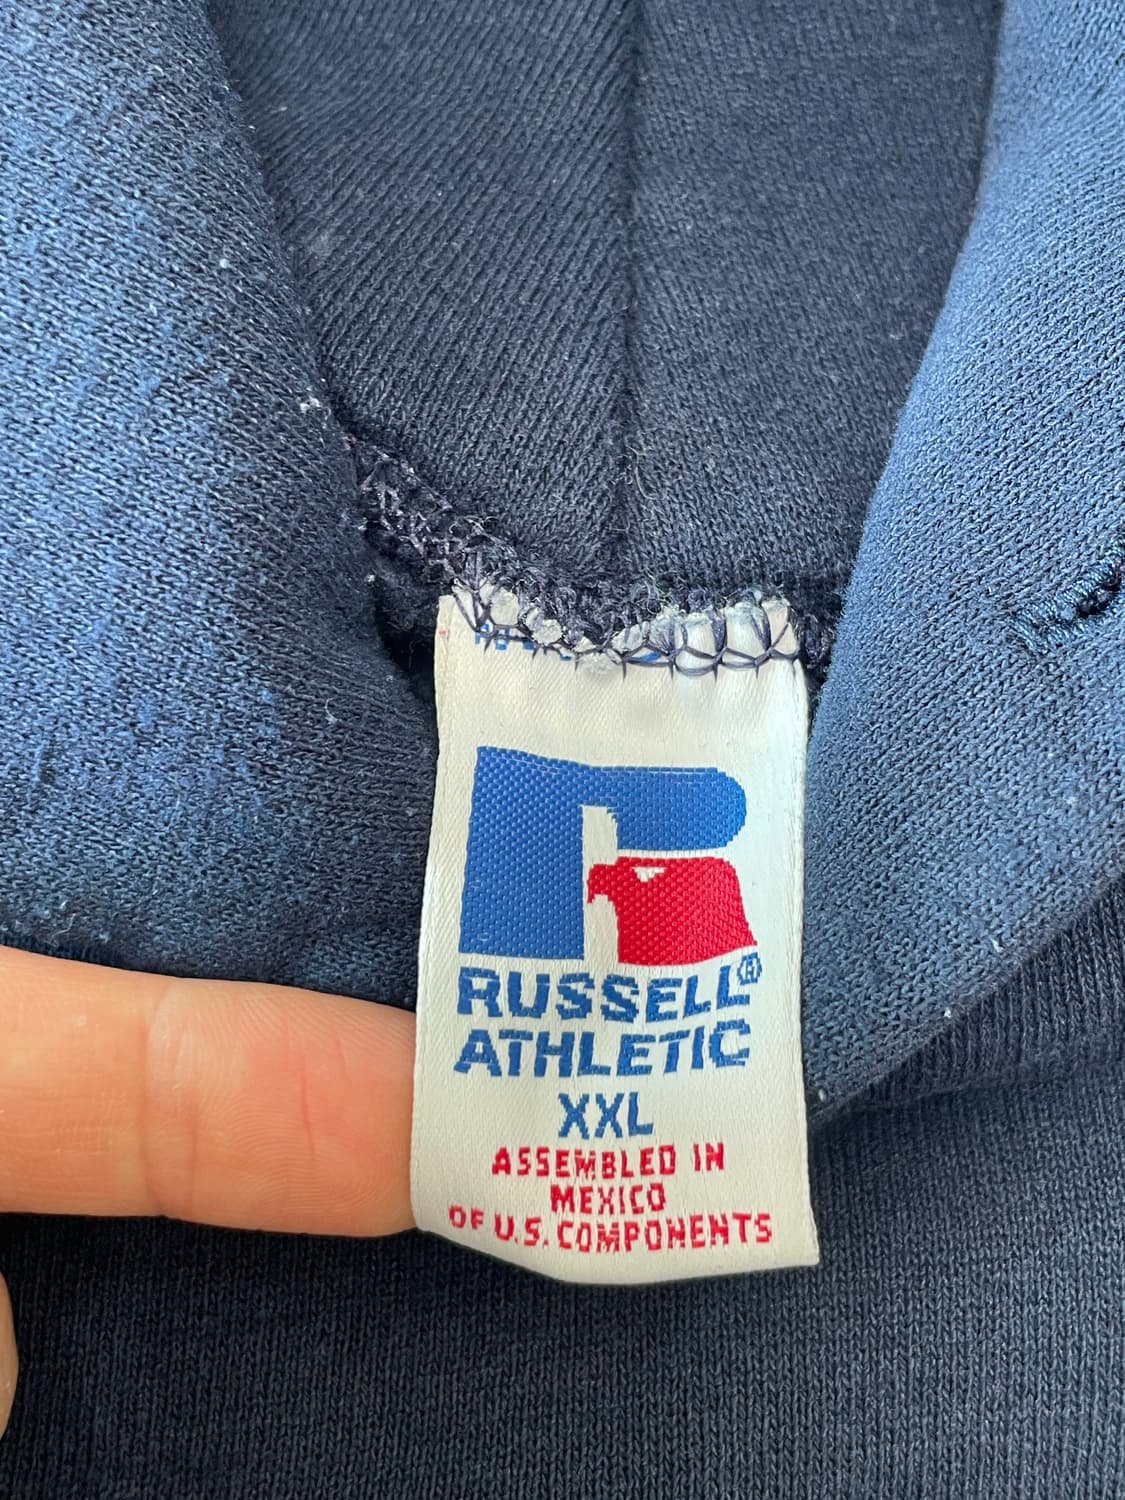 RUSSELL®
ATHLETIC
XXL
ASSEMBLED IN
MEXICO
OF U.S. COMPONENTS